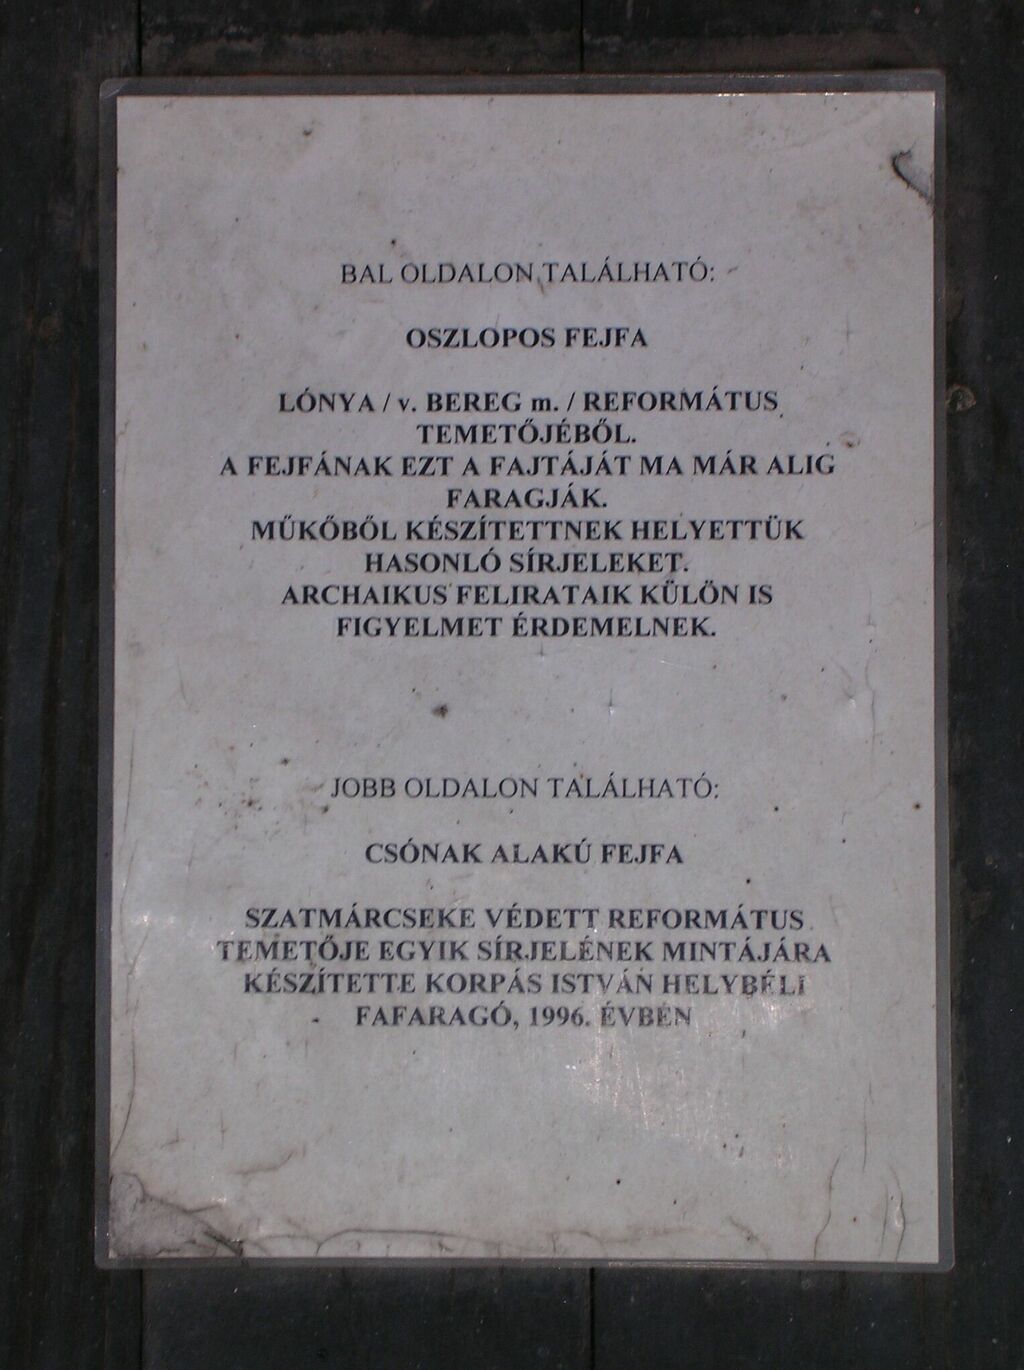 BAL OLDALON TALÁLHATÓ:
OSZLOPOS FEJFA
LÓNYA / v. BEREG m. / REFORMÁTUS
TEMETŐJÉBŐL.
A FEJFÁNAK EZT A FAJTÁJÁT MA MÁR ALIG
FARAGJÁK.
MŰKŐBŐL KÉSZÍTETTNEK HELYETTÜK
HASONLÓ SÍRJELEKET.
ARCHAIKUS FELIRATAIK KÜLÖN IS
FIGYELMET ÉRDEMELNEK.
JOBB OLDALON TALÁLHATÓ:
CSÓNAK ALAKÚ FEJFA
SZATMÁRCSEKE VÉDETT REFORMÁTUS
TEMETŐJE EGYIK SÍRJELÉNEK MINTÁJÁRA
KÉSZÍTETTE KORPÁS ISTVÁN HELYBÉLI
FAFARAGÓ, 1996. ÉVBEN